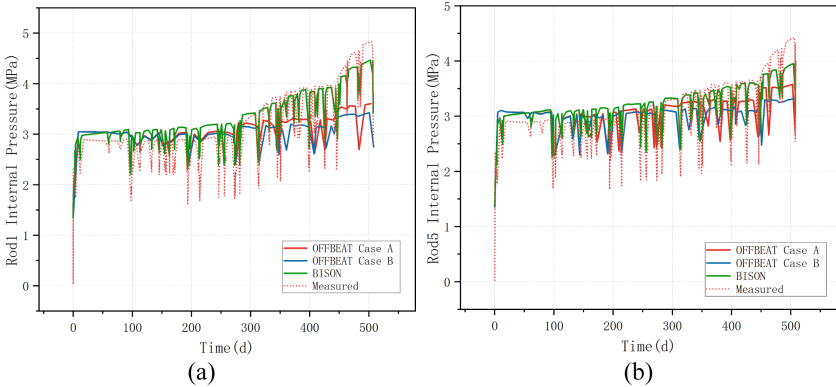 5
4
3
2
1
0
Rod1 Internal Pressure(MPa)
0
100
200
300
400
500
Time(d)
OFFBEAT Case A
OFFBEAT Case B
BISON
Measured
(a)
5
4
3
2
1
0
Rod5 Internal Pressure(MPa)
0
100
200
300
400
500
Time(d)
OFFBEAT Case A
OFFBEAT Case B
BISON
Measured
(b)